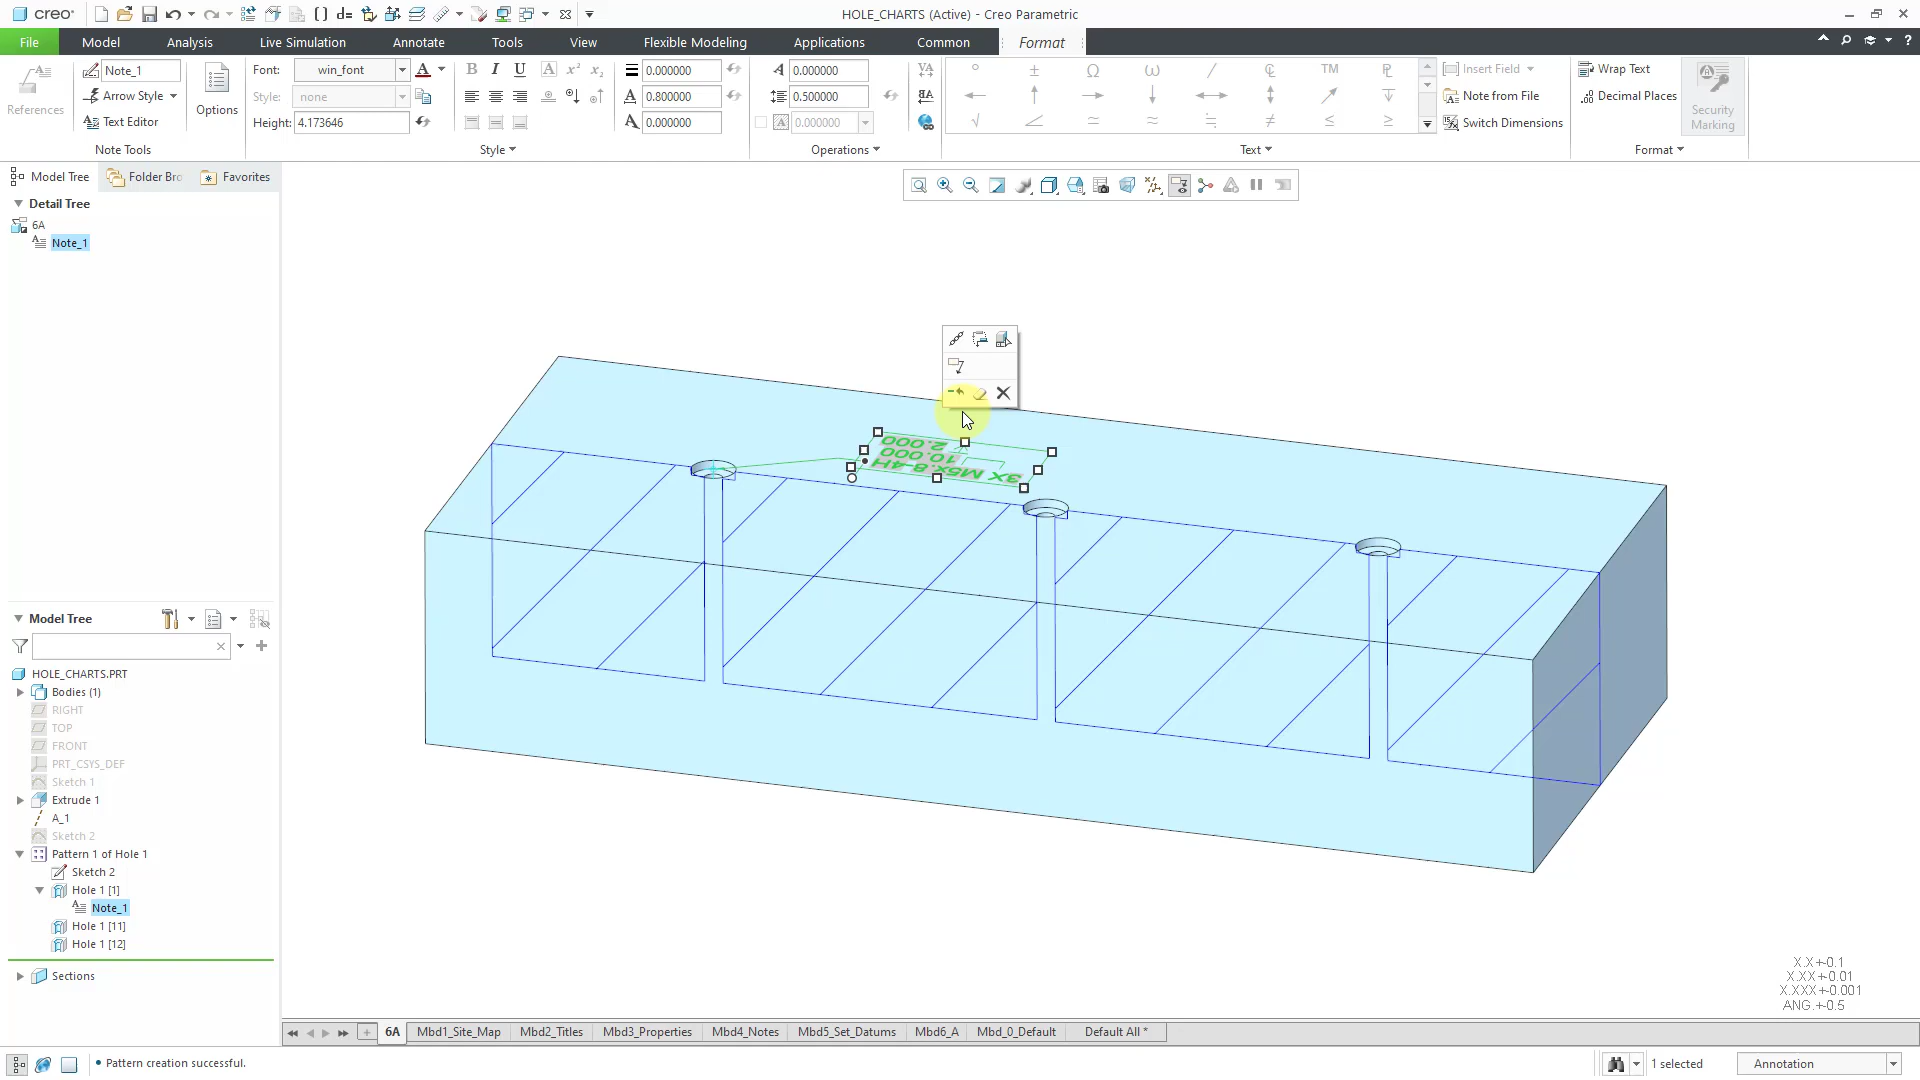 creo
HOLE_CHARTS (Active) - Creo Parametric
File
Model
Analysis
Live Simulation
Annotate
Tools
View
Flexible Modeling
Applications
Common
Format
References
Note_1
Arrow Style
Text Editor
Note Tools
Options
Font:
win_font
Style:
none
Height:
4.173646
Style
0.000000
0.800000
0.000000
0.000000
0.500000
0.000000
Operations
Text
Insert Field
Note from File
Switch Dimensions
Wrap Text
Decimal Places
Security
Marking
Format
Model Tree
Folder Bro
Favorites
Detail Tree
6A
Note_1
3X M5X.8-4H
10.000
2.000
Model Tree
HOLE_CHARTS.PRT
Bodies (1)
RIGHT
TOP
FRONT
PRT_CSYS_DEF
Sketch 1
Extrude 1
A_1
Sketch 2
Pattern 1 of Hole 1
Sketch 2
Hole 1 [1]
Note_1
Hole 1 [11]
Hole 1 [12]
Sections
X.X+-0.1
X.XX+-0.01
X.XXX+-0.001
ANG.+-0.5
6A
Mbd1_Site_Map
Mbd2_Titles
Mbd3_Properties
Mbd4_Notes
Mbd5_Set_Datums
Mbd6_A
Mbd_0_Default
Default All *
Pattern creation successful.
1 selected
Annotation